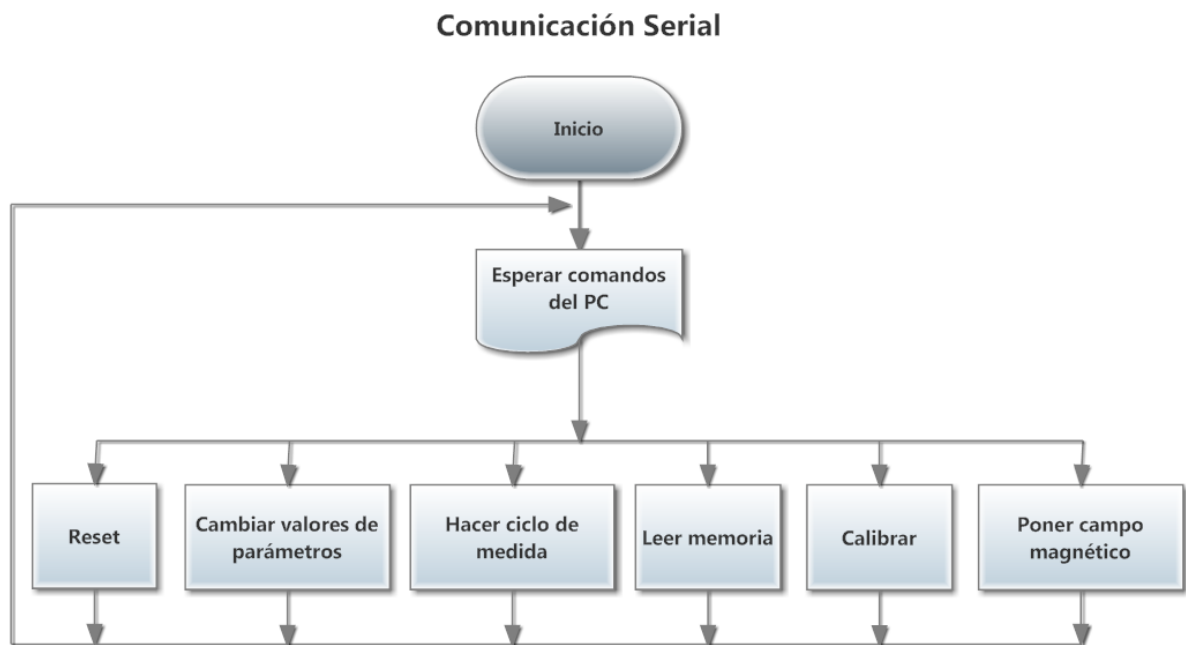 Comunicación Serial
Inicio
Esperar comandos
del PC
Reset
Cambiar valores de
parámetros
Hacer ciclo de
medida
Leer memoria
Calibrar
Poner campo
magnético